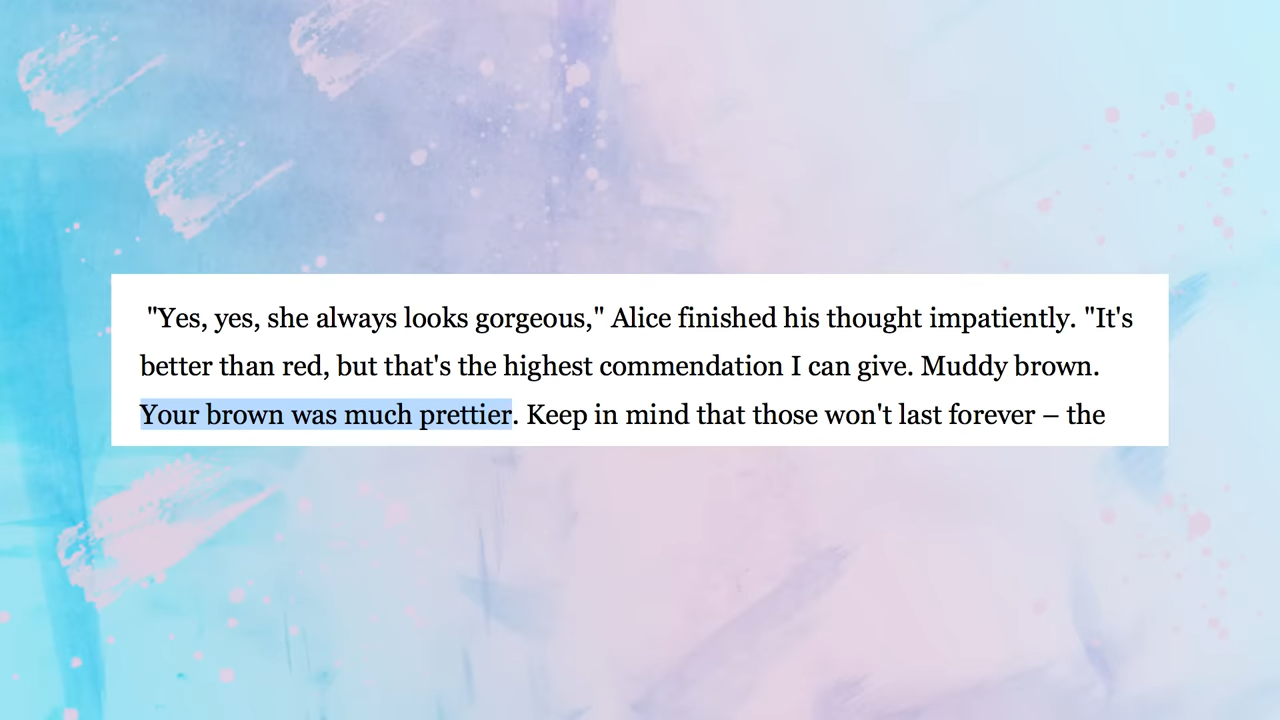 "Yes, yes, she always looks gorgeous," Alice finished his thought impatiently. "It's
better than red, but that's the highest commendation I can give. Muddy brown.
Your brown was much prettier. Keep in mind that those won't last forever – the